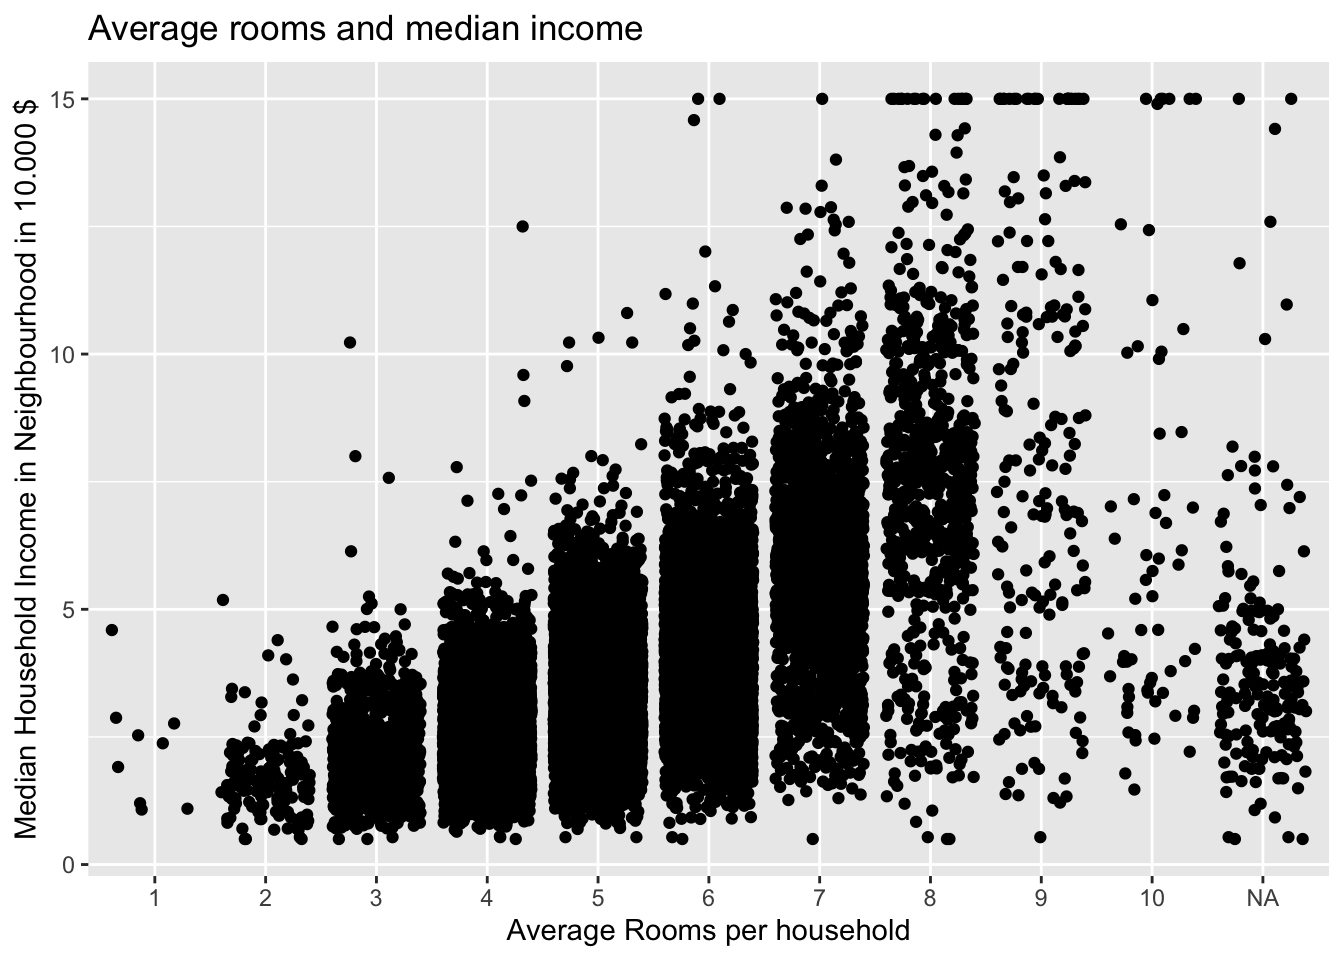 Average rooms and median income
Median Household Income in Neighbourhood in 10.000 $
15
10
5
0
1 2 3 4 5 6 7 8 9 10 NA
Average Rooms per household